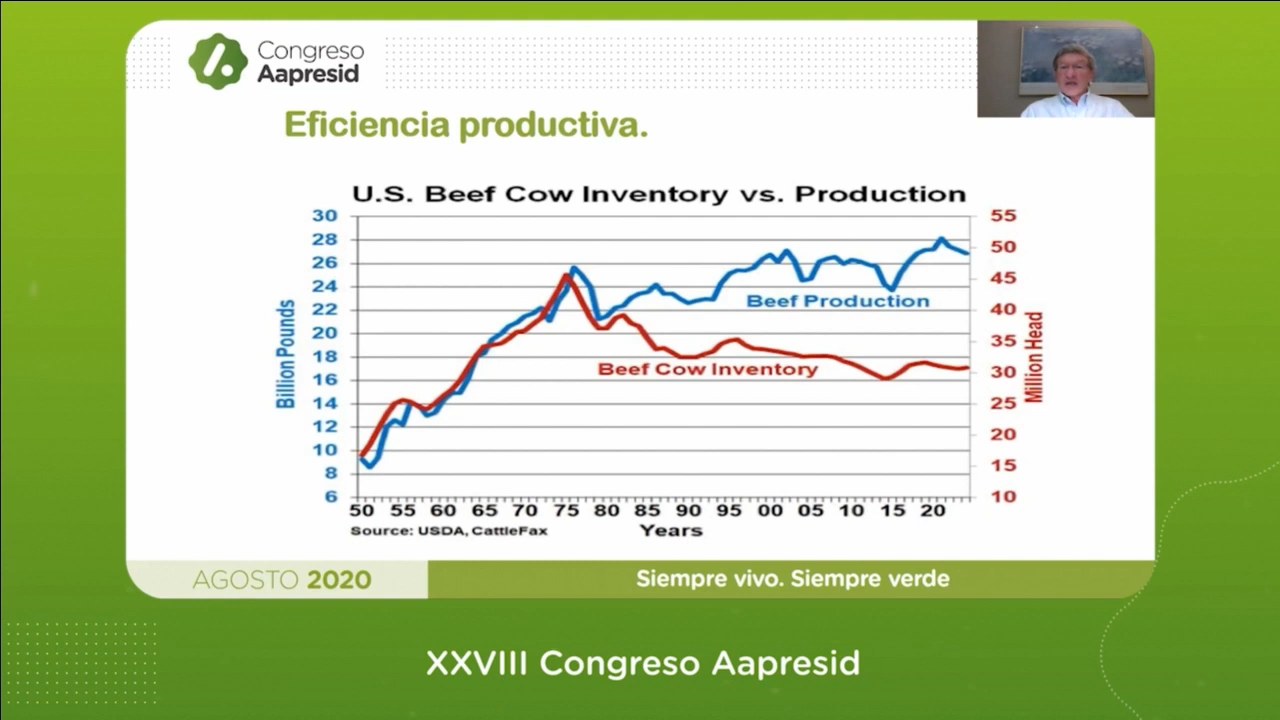 Congreso
Aapresid
Eficiencia productiva.
U.S. Beef Cow Inventory vs. Production
Billion Pounds
30
28
26
24
22
20
18
16
14
12
10
8
6
Beef Production
Beef Cow Inventory
55
50
45
40
35
30
25
20
15
10
Million Head
50 55 60 65 70 75 80 85 90 95 00 05 10 15 20
Source: USDA, CattleFax
Years
AGOSTO 2020
Siempre vivo. Siempre verde
XXVIII Congreso Aapresid